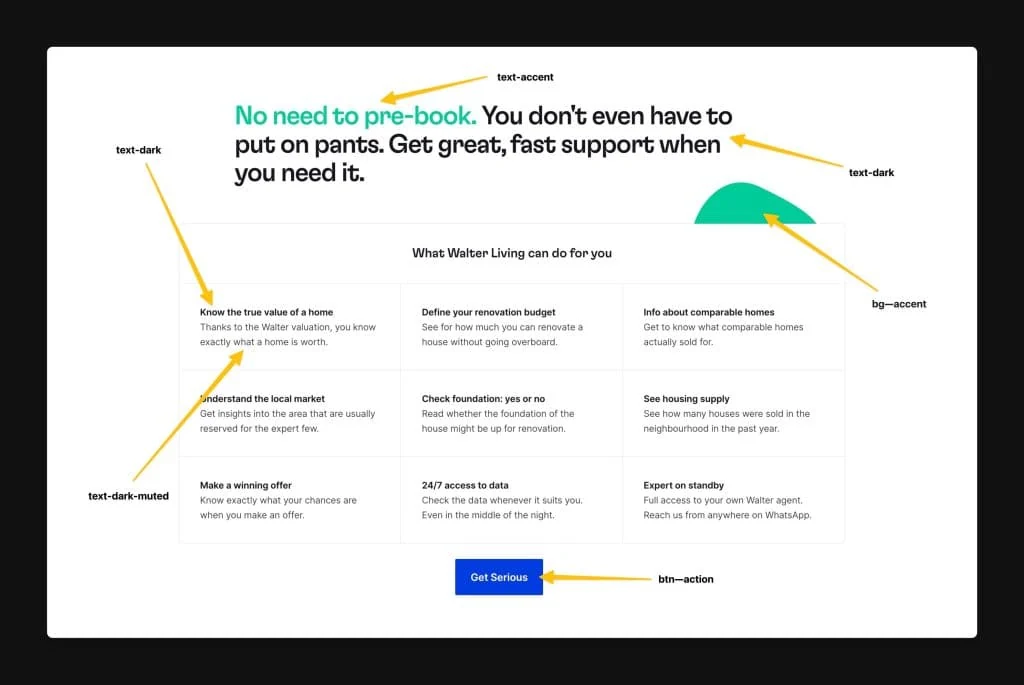 text-accent
No need to pre-book. You don't even have to
put on pants. Get great, fast support when
you need it.
text-dark
text-dark
bg—accent
What Walter Living can do for you
Know the true value of a home
Thanks to the Walter valuation, you know
exactly what a home is worth.
Define your renovation budget
See for how much you can renovate a
house without going overboard.
Info about comparable homes
Get to know what comparable homes
actually sold for.
Understand the local market
Get insights into the area that are usually
reserved for the expert few.
Check foundation: yes or no
Read whether the foundation of the
house might be up for renovation.
See housing supply
See how many houses were sold in the
neighbourhood in the past year.
text-dark-muted
Make a winning offer
Know exactly what your chances are
when you make an offer.
24/7 access to data
Check the data whenever it suits you.
Even in the middle of the night.
Expert on standby
Full access to your own Walter agent.
Reach us from anywhere on WhatsApp.
Get Serious
btn—action